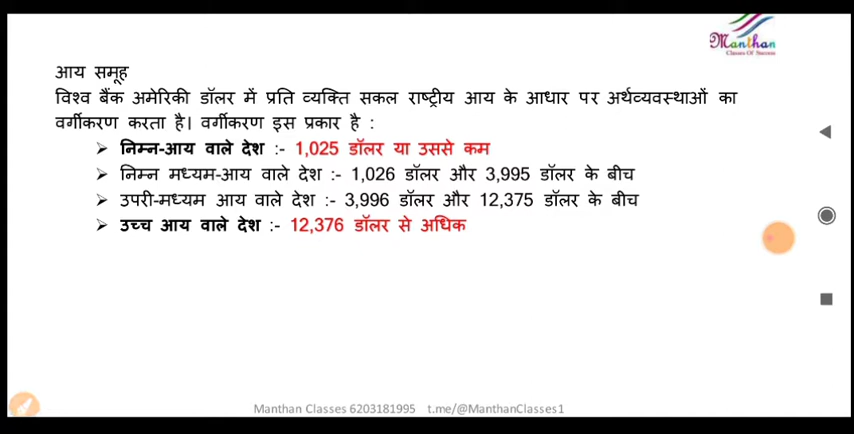 Manthan
Classes Of Success
आय समूह
विश्व बैंक अमेरिकी डॉलर में प्रति व्यक्ति सकल राष्ट्रीय आय के आधार पर अर्थव्यवस्थाओं का
वर्गीकरण करता है। वर्गीकरण इस प्रकार है :
➢ निम्न-आय वाले देश :- 1,025 डॉलर या उससे कम
➢ निम्न मध्यम-आय वाले देश :- 1,026 डॉलर और 3,995 डॉलर के बीच
➢ उपरी-मध्यम आय वाले देश :- 3,996 डॉलर और 12,375 डॉलर के बीच
➢ उच्च आय वाले देश :- 12,376 डॉलर से अधिक
Manthan Classes 6203181995 t.me/@ManthanClasses1